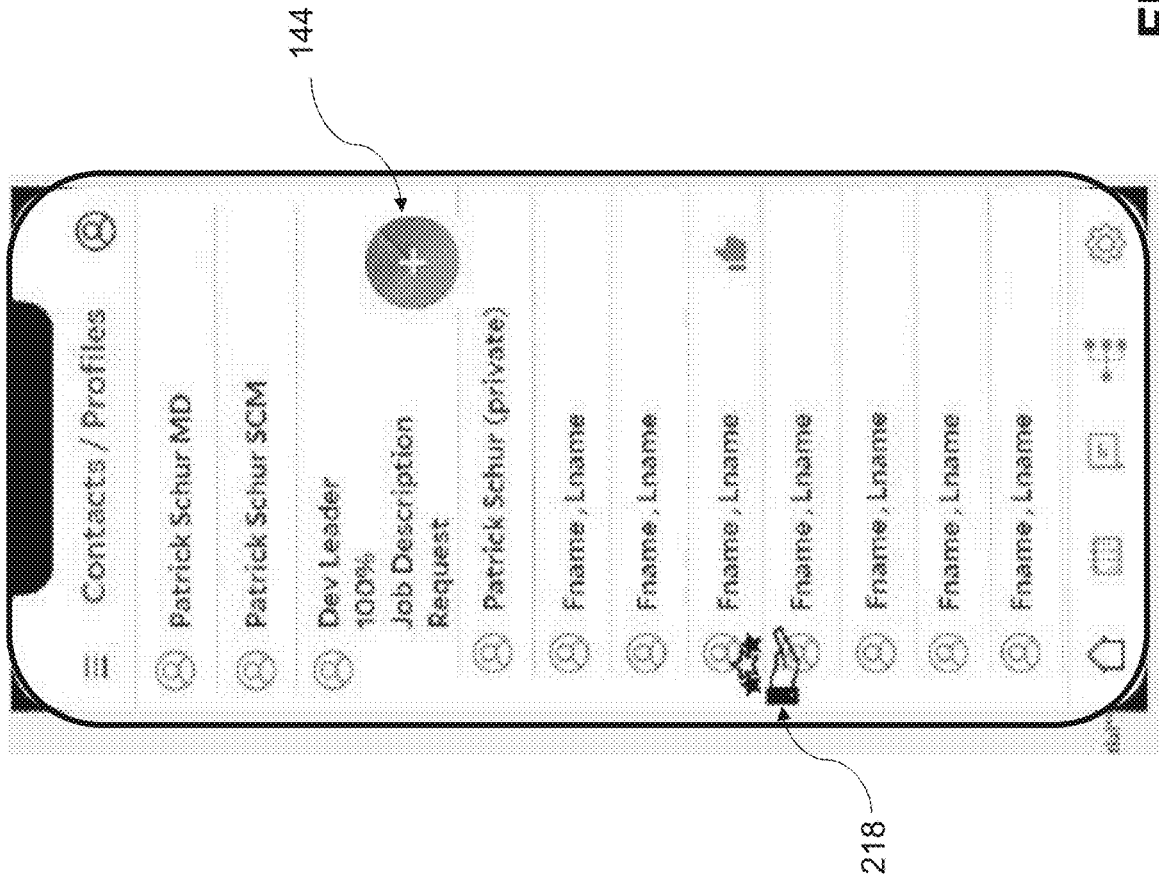 Contacts / Profiles
Patrick Schur MD
Patrick Schur SCM
Dev Leader
100%
Job Description
Request
Patrick Schur (private)
Fname, Lname
Fname, Lname
Fname, Lname
Fname, Lname
Fname, Lname
Fname, Lname
Fname, Lname
144
218